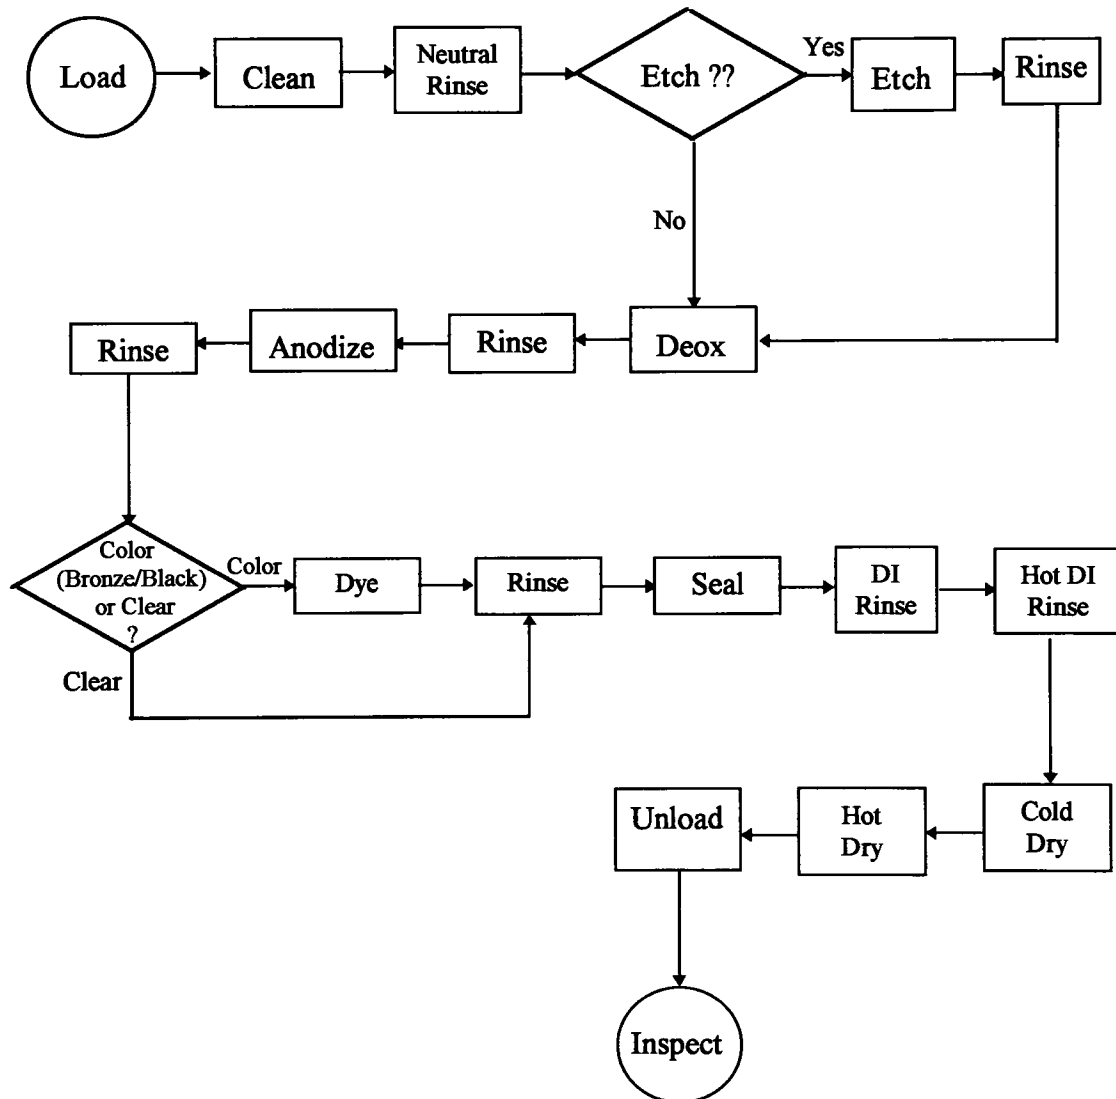 Load
Clean
Neutral
Rinse
Etch ??
Yes
Etch
Rinse
No
Rinse
Anodize
Rinse
Deox
Color
(Bronze/Black)
or Clear
?
Color
Dye
Rinse
Seal
DI
Rinse
Hot DI
Rinse
Clear
Unload
Hot
Dry
Cold
Dry
Inspect